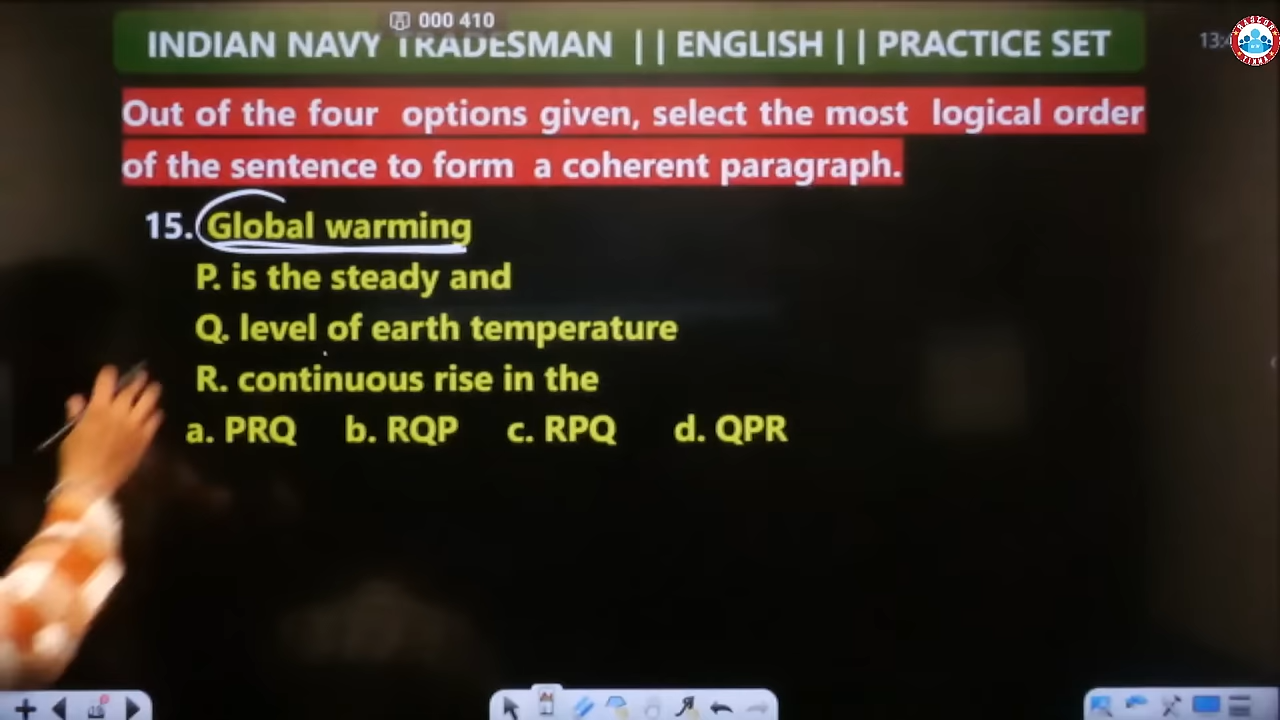 000 410
INDIAN NAVY TRADESMAN || ENGLISH || PRACTICE SET
Out of the four options given, select the most logical order
of the sentence to form a coherent paragraph.
15. Global warming
P. is the steady and
Q. level of earth temperature
R. continuous rise in the
a. PRQ b. RQP c. RPQ d. QPR